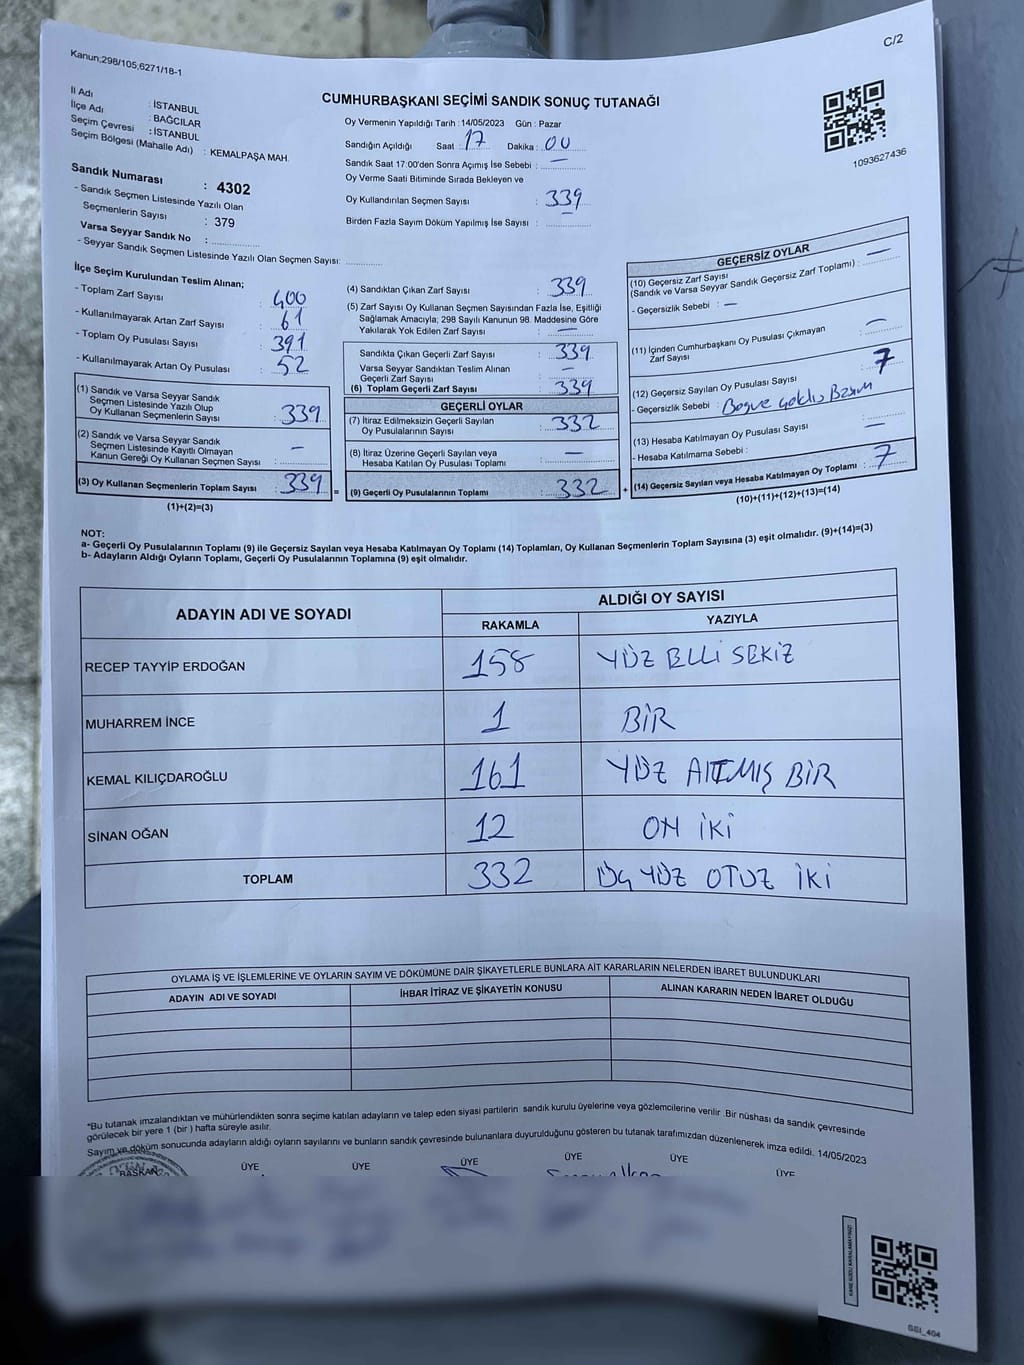 Kanun;298/105,6271/18-1
C/2
CUMHURBAŞKANI SEÇİMİ SANDIK SONUÇ TUTANAĞI
İl Adı : İSTANBUL
İlçe Adı : BAĞCILAR
Seçim Çevresi : İSTANBUL
Seçim Bölgesi (Mahalle Adı) : KEMALPAŞA MAH.
Oy Vermenin Yapıldığı Tarih : 14/05/2023 Gün : Pazar
Sandığın Açıldığı Saat : 17 Dakika : 00
Sandık Saat 17:00'den Sonra Açımış İse Sebebi : —
Oy Verme Saati Bitiminde Sırada Bekleyen ve
Oy Kullandırılan Seçmen Sayısı : 339
Birden Fazla Sayım Döküm Yapılmış İse Sayısı : —
1093627436
Sandık Numarası : 4302
- Sandık Seçmen Listesinde Yazılı Olan
Seçmenlerin Sayısı : 379
Varsa Seyyar Sandık No :
- Seyyar Sandık Seçmen Listesinde Yazılı Olan Seçmen Sayısı:
İlçe Seçim Kurulundan Teslim Alınan;
- Toplam Zarf Sayısı : 400
- Kullanılmayarak Artan Zarf Sayısı : 61
- Toplam Oy Pusulası Sayısı : 391
- Kullanılmayarak Artan Oy Pusulası : 52
(1) Sandık ve Varsa Seyyar Sandık
Seçmen Listesinde Yazılı Olup
Oy Kullanan Seçmenlerin Sayısı : 339
(2) Sandık ve Varsa Seyyar Sandık
Seçmen Listesinde Kayıtlı Olmayan
Kanun Gereği Oy Kullanan Seçmen Sayısı : —
(3) Oy Kullanan Seçmenlerin Toplam Sayısı : 339
(1)+(2)=(3)
(4) Sandıktan Çıkan Zarf Sayısı : 339
(5) Zarf Sayısı Oy Kullanan Seçmen Sayısından Fazla İse, Eşitliği
Sağlamak Amacıyla; 298 Sayılı Kanunun 98. Maddesine Göre
Yakılarak Yok Edilen Zarf Sayısı : —
Sandıkta Çıkan Geçerli Zarf Sayısı : 339
Varsa Seyyar Sandıktan Teslim Alınan
Geçerli Zarf Sayısı : —
(6) Toplam Geçerli Zarf Sayısı : 339
GEÇERLİ OYLAR
(7) İtiraz Edilmeksizin Geçerli Sayılan
Oy Pusulalarının Sayısı : 332
(8) İtiraz Üzerine Geçerli Sayılan veya
Hesaba Katılan Oy Pusulası Toplamı : —
= (9) Geçerli Oy Pusulalarının Toplamı : 332 +
GEÇERSİZ OYLAR
(10) Geçersiz Zarf Sayısı
(Sandık ve Varsa Seyyar Sandık Geçersiz Zarf Toplamı) : —
- Geçersizlik Sebebi : —
(11) İçinden Cumhurbaşkanı Oy Pusulası Çıkmayan
Zarf Sayısı : —
(12) Geçersiz Sayılan Oy Pusulası Sayısı : 7
- Geçersizlik Sebebi :
(13) Hesaba Katılmayan Oy Pusulası Sayısı : —
- Hesaba Katılmama Sebebi :
(14) Geçersiz Sayılan veya Hesaba Katılmayan Oy Toplamı : 7
(10)+(11)+(12)+(13)=(14)
NOT:
a- Geçerli Oy Pusulalarının Toplamı (9) ile Geçersiz Sayılan veya Hesaba Katılmayan Oy Toplamı (14) Toplamları, Oy Kullanan Seçmenlerin Toplam Sayısına (3) eşit olmalıdır. (9)+(14)=(3)
b- Adayların Aldığı Oyların Toplamı, Geçerli Oy Pusulalarının Toplamına (9) eşit olmalıdır.
ADAYIN ADI VE SOYADI
ALDIĞI OY SAYISI
RAKAMLA YAZIYLA
RECEP TAYYİP ERDOĞAN 158 YÜZ ELLİ SEKİZ
MUHARREM İNCE 1 BİR
KEMAL KILIÇDAROĞLU 161 YÜZ AltMIŞ BİR
SİNAN OĞAN 12 ON İKİ
TOPLAM 332 ÜÇ YÜZ OTUZ İKİ
OYLAMA İŞ VE İŞLEMLERİNE VE OYLARIN SAYIM VE DÖKÜMÜNE DAİR ŞİKAYETLERLE BUNLARA AİT KARARLARIN NELERDEN İBARET BULUNDUKLARI
ADAYIN ADI VE SOYADI İHBAR İTİRAZ VE ŞİKAYETİN KONUSU ALINAN KARARIN NEDEN İBARET OLDUĞU
*Bu tutanak imzalandıktan ve mühürlendikten sonra seçime katılan adayların ve talep eden siyasi partilerin sandık kurulu üyelerine veya gözlemcilerine verilir. Bir nüshası da sandık çevresinde
görülecek bir yere 1 (bir ) hafta süreyle asılır.
Sayım ve döküm sonucunda adayların aldığı oyların sayılarını ve bunların sandık çevresinde bulunanlara duyurulduğunu gösteren bu tutanak tarafımızdan düzenlenerek imza edildi. 14/05/2023
BAŞKAN ÜYE ÜYE ÜYE ÜYE ÜYE ÜYE
KARE KODU KARALAMAYINIZ!
SSI_404